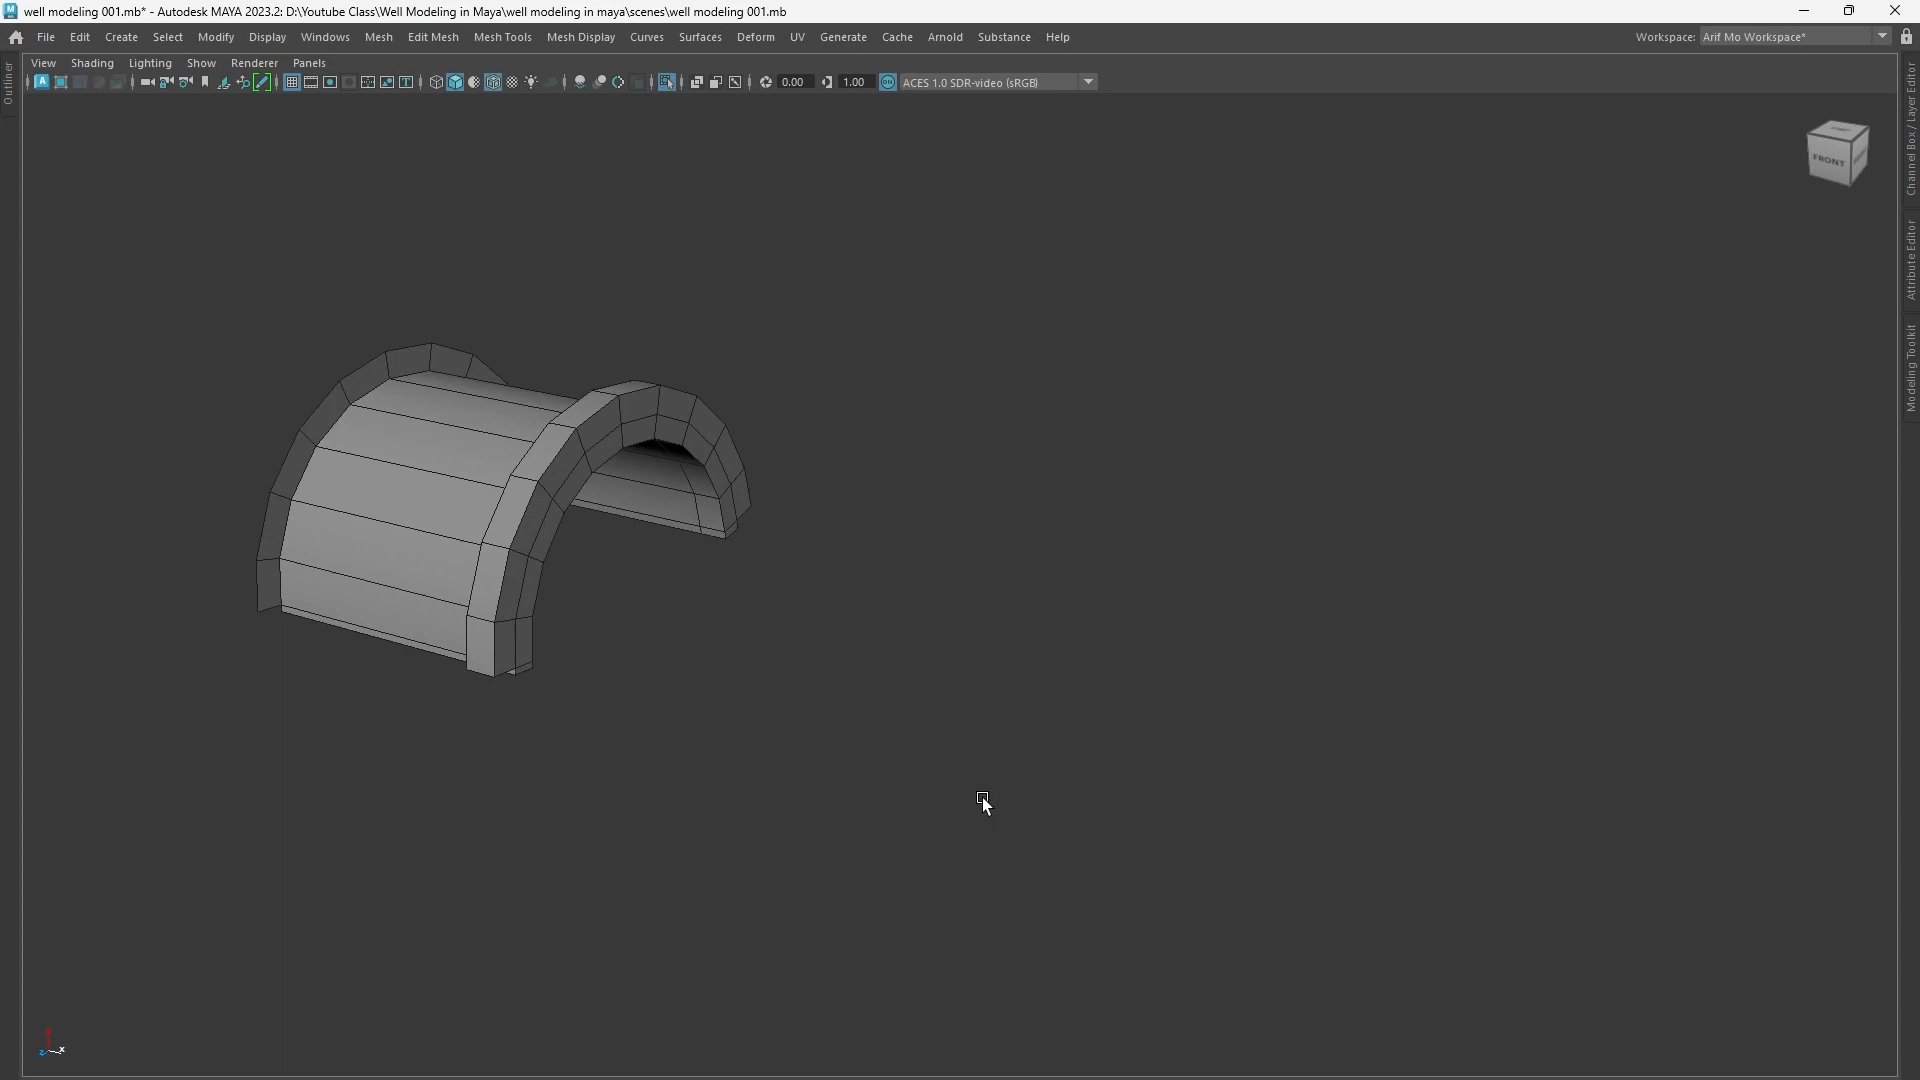 well modeling 001.mb* - Autodesk MAYA 2023.2: D:\Youtube Class\Well Modeling in Maya\well modeling in maya\scenes\well modeling 001.mb
File Edit Create Select Modify Display Windows Mesh Edit Mesh Mesh Tools Mesh Display Curves Surfaces Deform UV Generate Cache Arnold Substance Help
Workspace: Arif Mo Workspace*
View Shading Lighting Show Renderer Panels
0.00 1.00 ON ACES 1.0 SDR-video (sRGB)
Outliner
FRONT
Channel Box / Layer Editor
Attribute Editor
Modeling Toolkit
z x